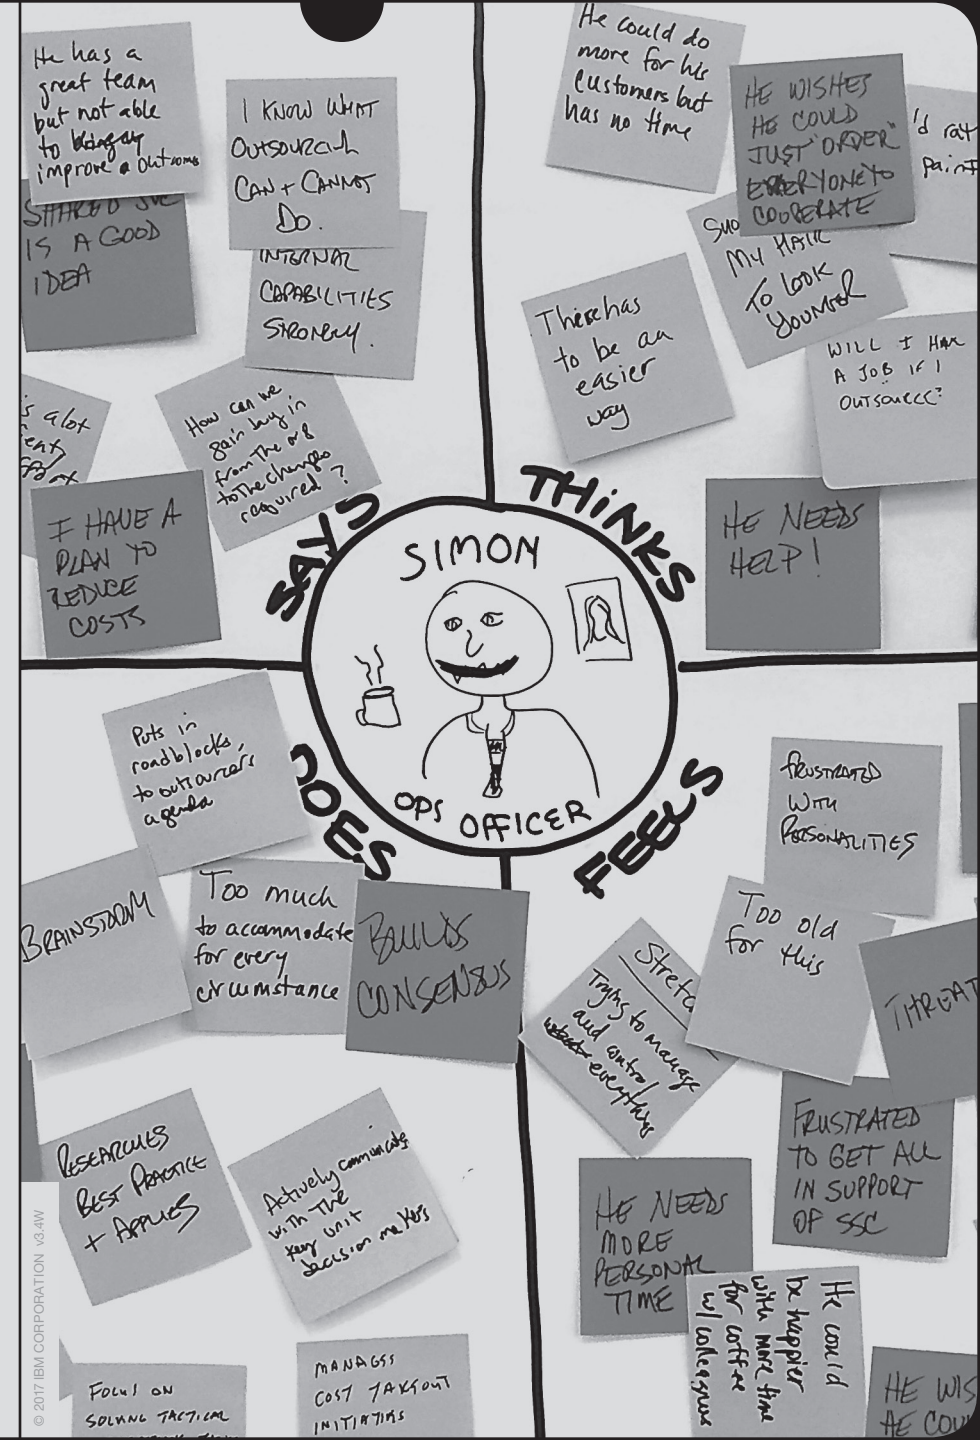 He has a
great team
but not able
to
improve outcomes
I KNOW WHAT
OUTSOURCING
CAN + CANNOT
DO.
IS A GOOD
IDEA
INTERNAL
CAPABILITIES
STRONGLY.
How can we
gain buy in
from the
to the changes
required?
I HAVE A
PLAN TO
REDUCE
COSTS
SAYS
He could do
more for his
customers but
has no time
HE WISHES
HE COULD
JUST "ORDER"
EVERYONE TO
COOPERATE
MY HAIR
TO LOOK
YOUNGER
There has
to be an
easier
way
WILL I HAVE
A JOB IF I
OUTSOURCE?
HE NEEDS
HELP!
THINKS
SIMON
OPS OFFICER
Puts in
roadblocks,
to outsourcers
agenda
DOES
BRAINSTORM
Too much
to accommodate
for every
circumstance
BUILDS
CONSENSUS
RESEARCHES
BEST PRACTICE
+ APPLIES
Actively communicate
with the
key unit
decision makers
FOCUS ON
SOLVING TACTICAL
MANAGES
COST TAKEOUT
INITIATIVES
FEELS
FRUSTRATED
WITH
PERSONALITIES
Too old
for this
Trying to manage
and control
everything
FRUSTRATED
TO GET ALL
IN SUPPORT
OF SSC
HE NEEDS
MORE
PERSONAL
TIME
He could
be happier
with more time
for coffee
w/ colleagues
© 2017 IBM CORPORATION v3.4W